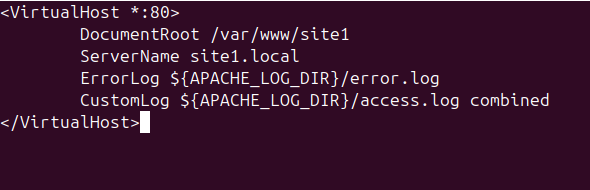 <VirtualHost *:80>
        DocumentRoot /var/www/site1
        ServerName site1.local
        ErrorLog ${APACHE_LOG_DIR}/error.log
        CustomLog ${APACHE_LOG_DIR}/access.log combined
</VirtualHost>